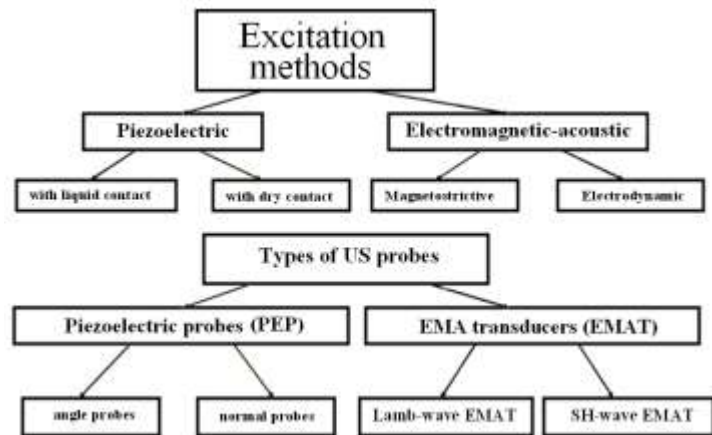 Excitation
methods
Piezoelectric
Electromagnetic-acoustic
with liquid contact
with dry contact
Magnetostrictive
Electrodynamic
Types of US probes
Piezoelectric probes (PEP)
EMA transducers (EMAT)
angle probes
normal probes
Lamb-wave EMAT
SH-wave EMAT